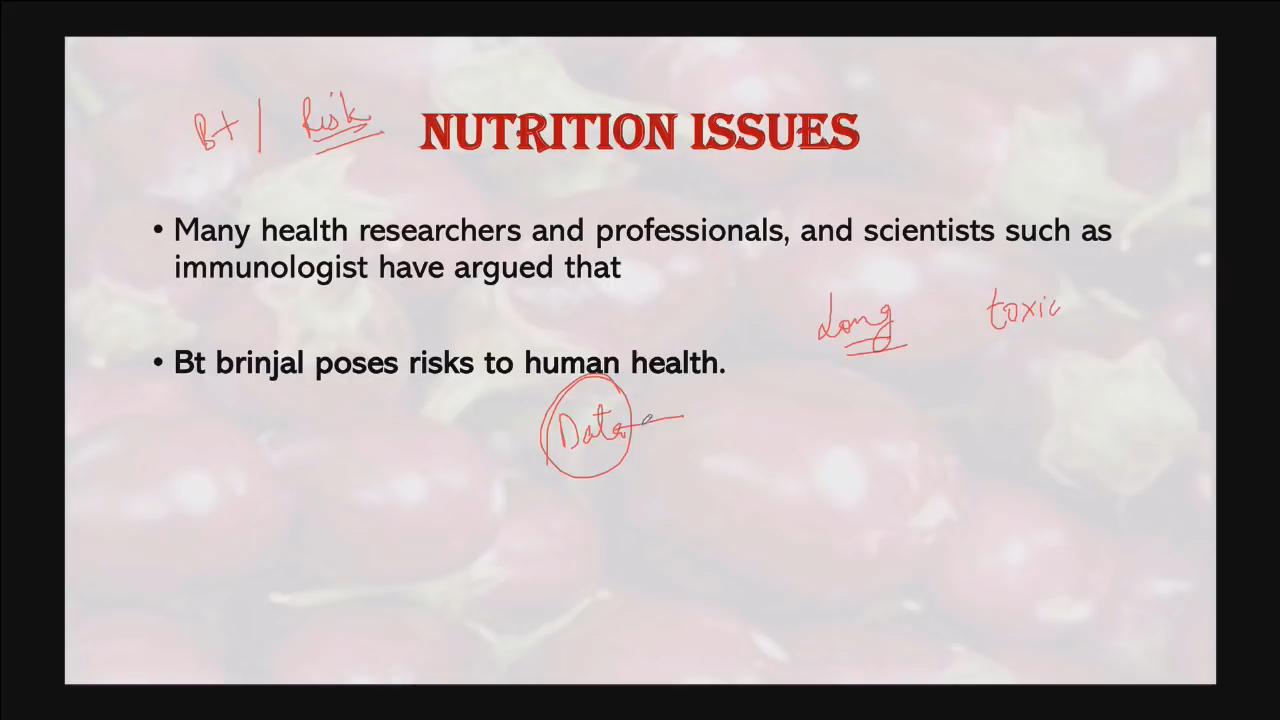 Bt | Risk
NUTRITION ISSUES
• Many health researchers and professionals, and scientists such as
immunologist have argued that
Long toxic
• Bt brinjal poses risks to human health.
Data